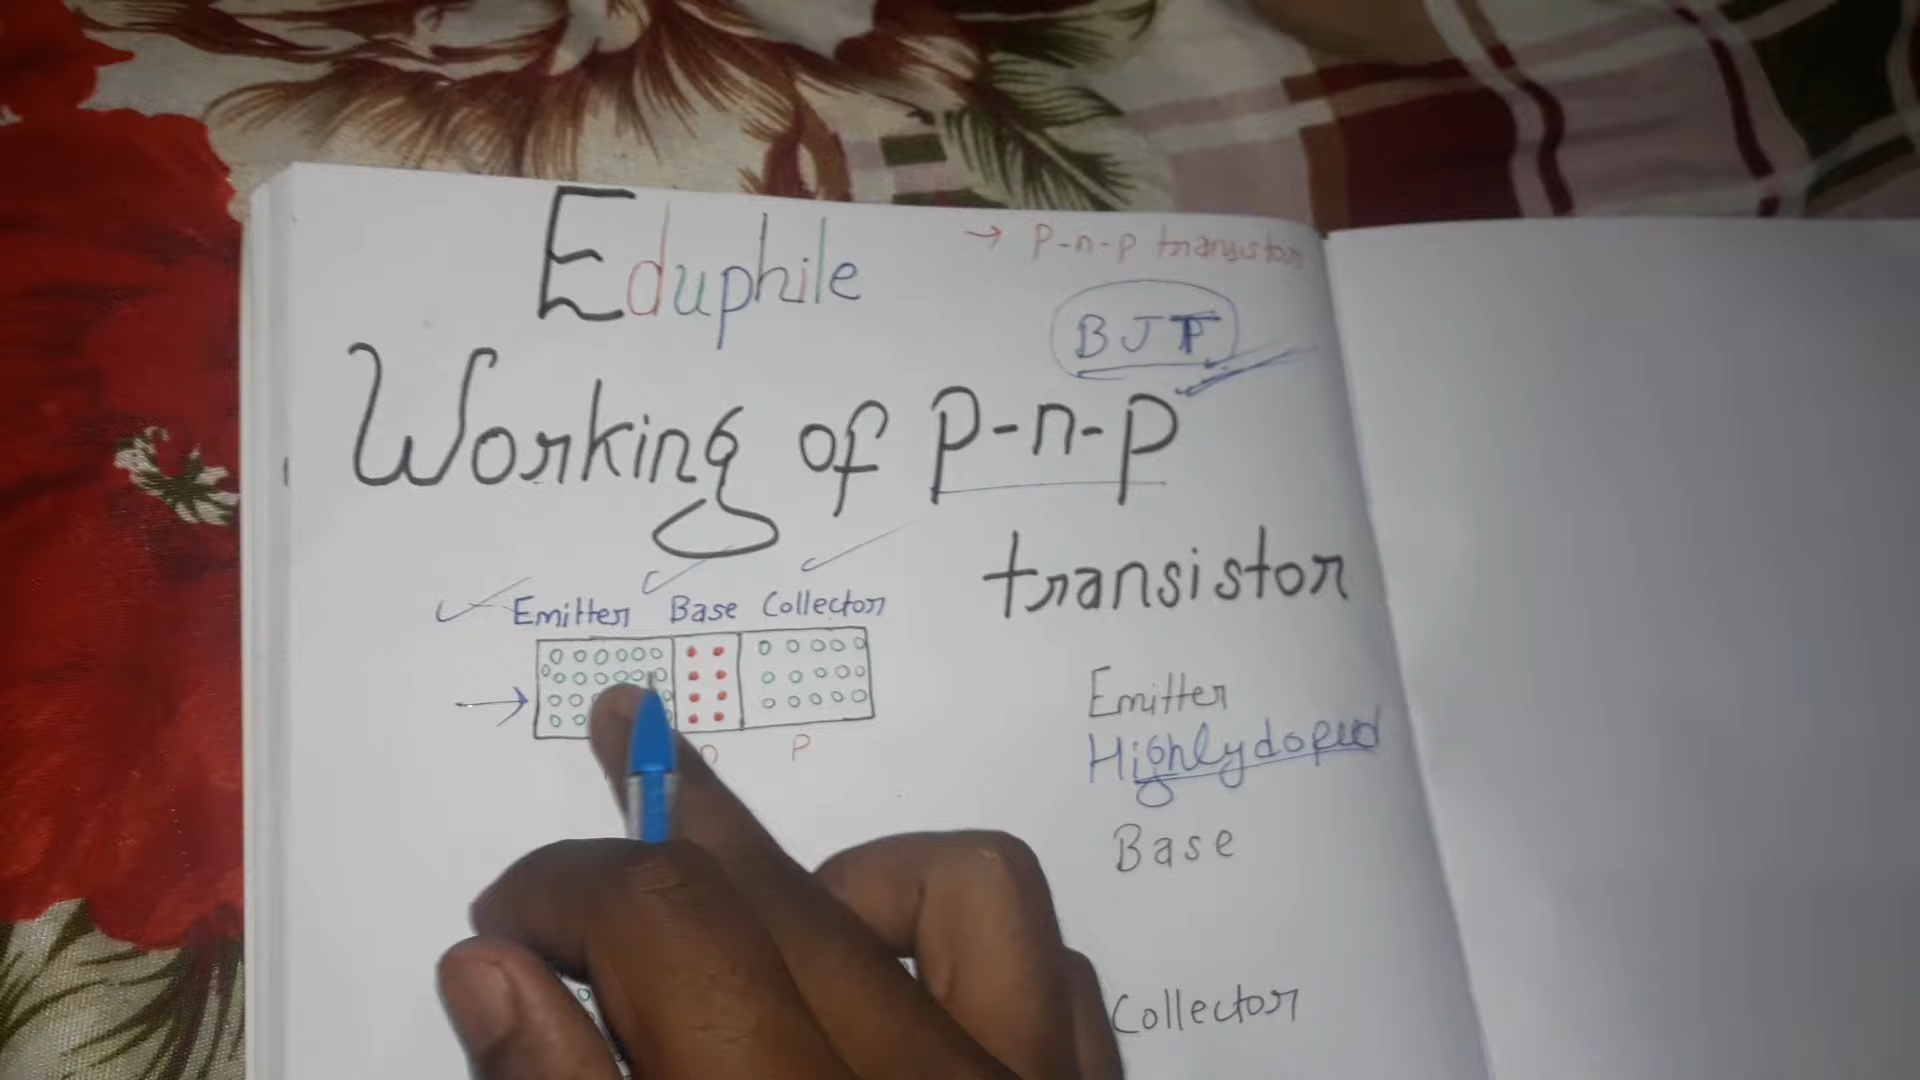 Eduphile
→ P-n-p transistor
BJT
Working of p-n-p
transistor
Emitter Base Collector
n P
Emitter
Highly doped
Base
Collector